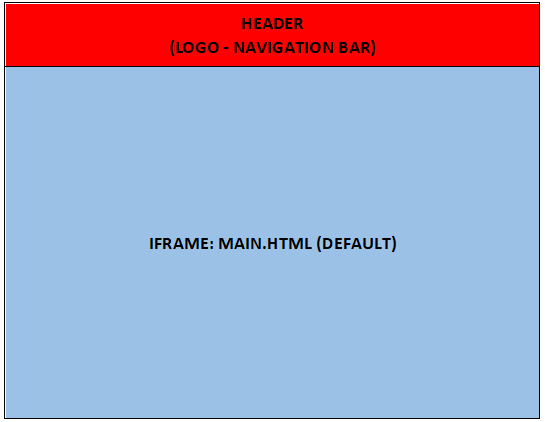 HEADER
(LOGO - NAVIGATION BAR)
IFRAME: MAIN.HTML (DEFAULT)